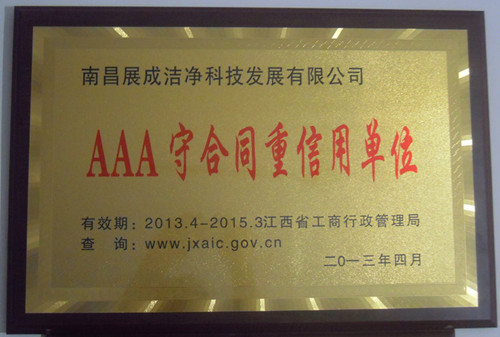 南昌展成洁净科技发展有限公司
AAA守合同重信用单位
有效期：2013.4-2015.3江西省工商行政管理局
查　询：www.jxaic.gov.cn
二0一三年四月